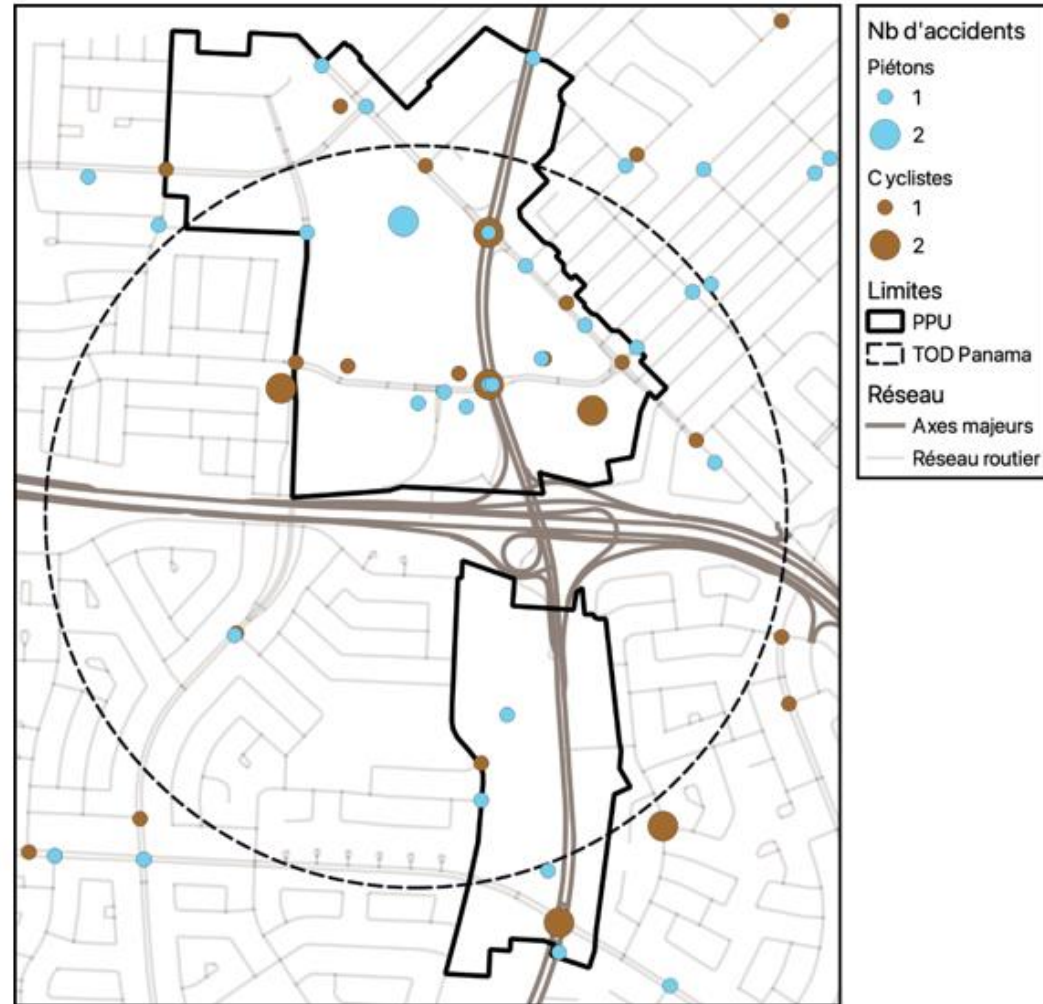 Nb d'accidents
Piétons
1
2
Cyclistes
1
2
Limites
PPU
TOD Panama
Réseau
Axes majeurs
Réseau routier